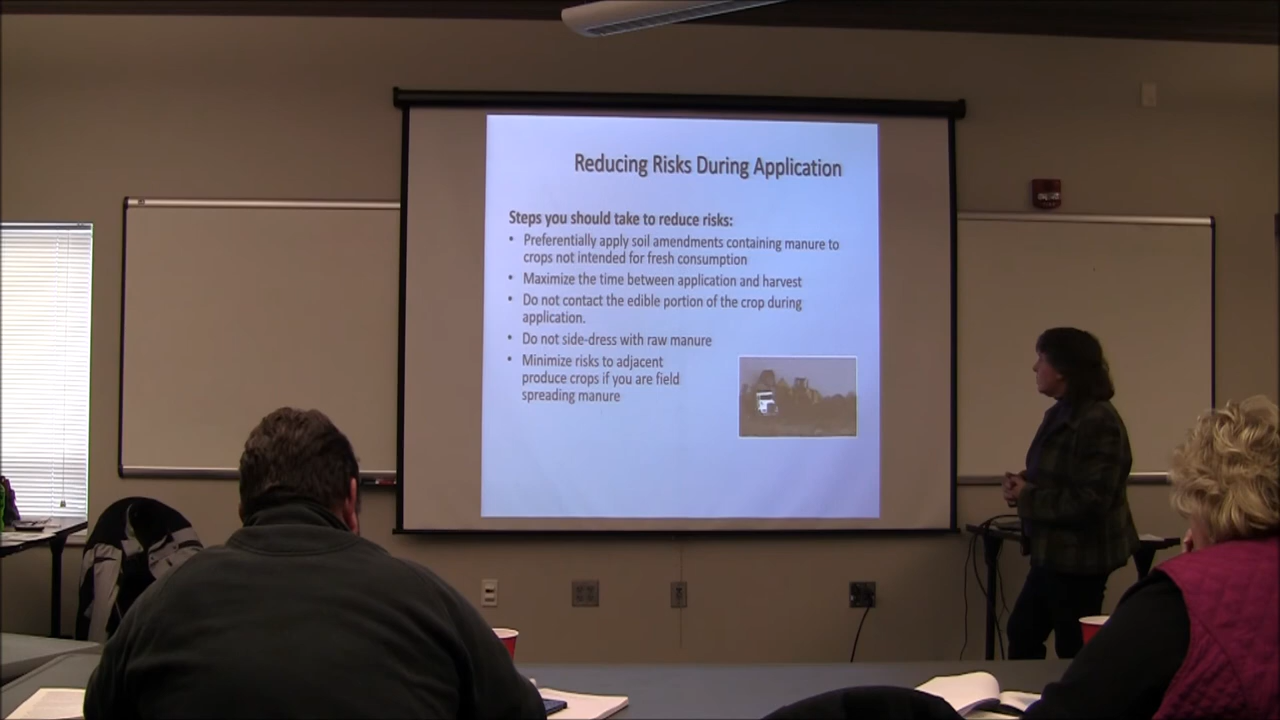 Reducing Risks During Application
Steps you should take to reduce risks:
• Preferentially apply soil amendments containing manure to
crops not intended for fresh consumption
• Maximize the time between application and harvest
• Do not contact the edible portion of the crop during
application.
• Do not side-dress with raw manure
• Minimize risks to adjacent
produce crops if you are field
spreading manure